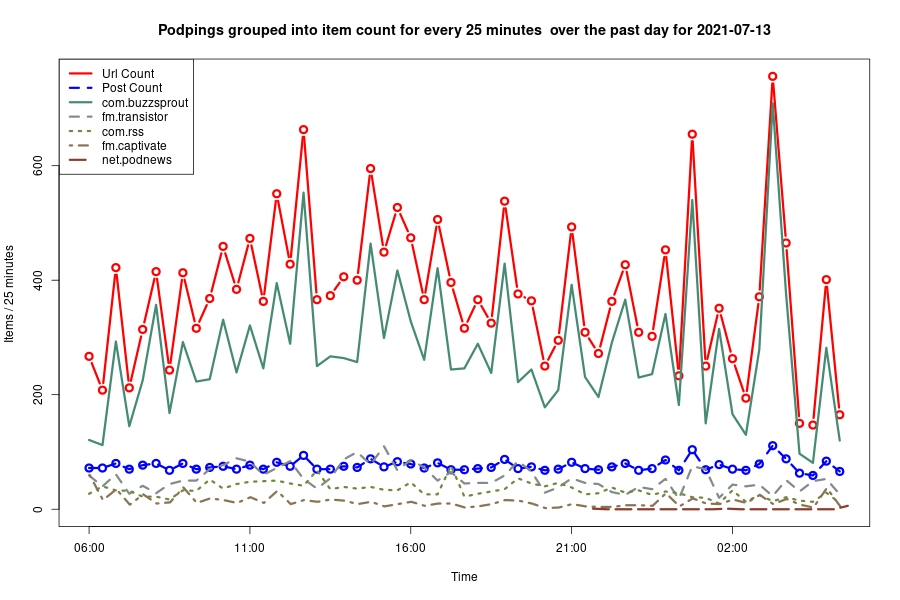 Podpings grouped into item count for every 25 minutes  over the past day for 2021-07-13
Url Count
Post Count
com.buzzsprout
fm.transistor
com.rss
fm.captivate
net.podnews
Items / 25 minutes
600
400
200
0
06:00 11:00 16:00 21:00 02:00
Time